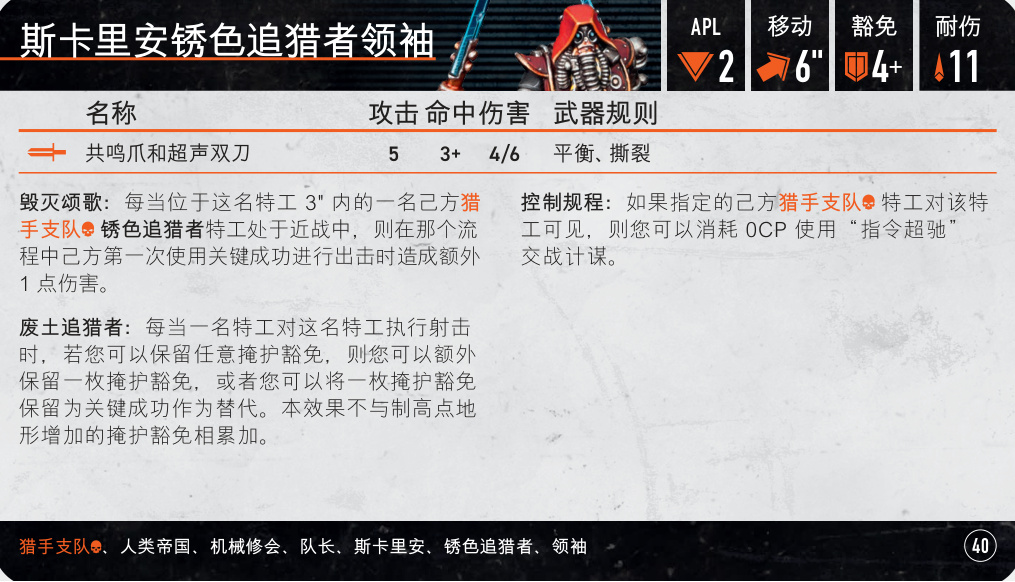 斯卡里安锈色追猎者领袖
APL 移动 豁免 耐伤
2 6" 4+ 11
名称 攻击 命中 伤害 武器规则
共鸣爪和超声双刀 5 3+ 4/6 平衡、撕裂
毁灭颂歌：每当位于这名特工 3" 内的一名己方猎
手支队 锈色追猎者特工处于近战中，则在那个流
程中己方第一次使用关键成功进行出击时造成额外
1 点伤害。
废土追猎者：每当一名特工对这名特工执行射击
时，若您可以保留任意掩护豁免，则您可以额外
保留一枚掩护豁免，或者您可以将一枚掩护豁免
保留为关键成功作为替代。本效果不与制高点地
形增加的掩护豁免相累加。
控制规程：如果指定的己方猎手支队 特工对该特
工可见，则您可以消耗 0CP 使用“指令超驰”
交战计谋。
猎手支队、人类帝国、机械修会、队长、斯卡里安、锈色追猎者、领袖
40